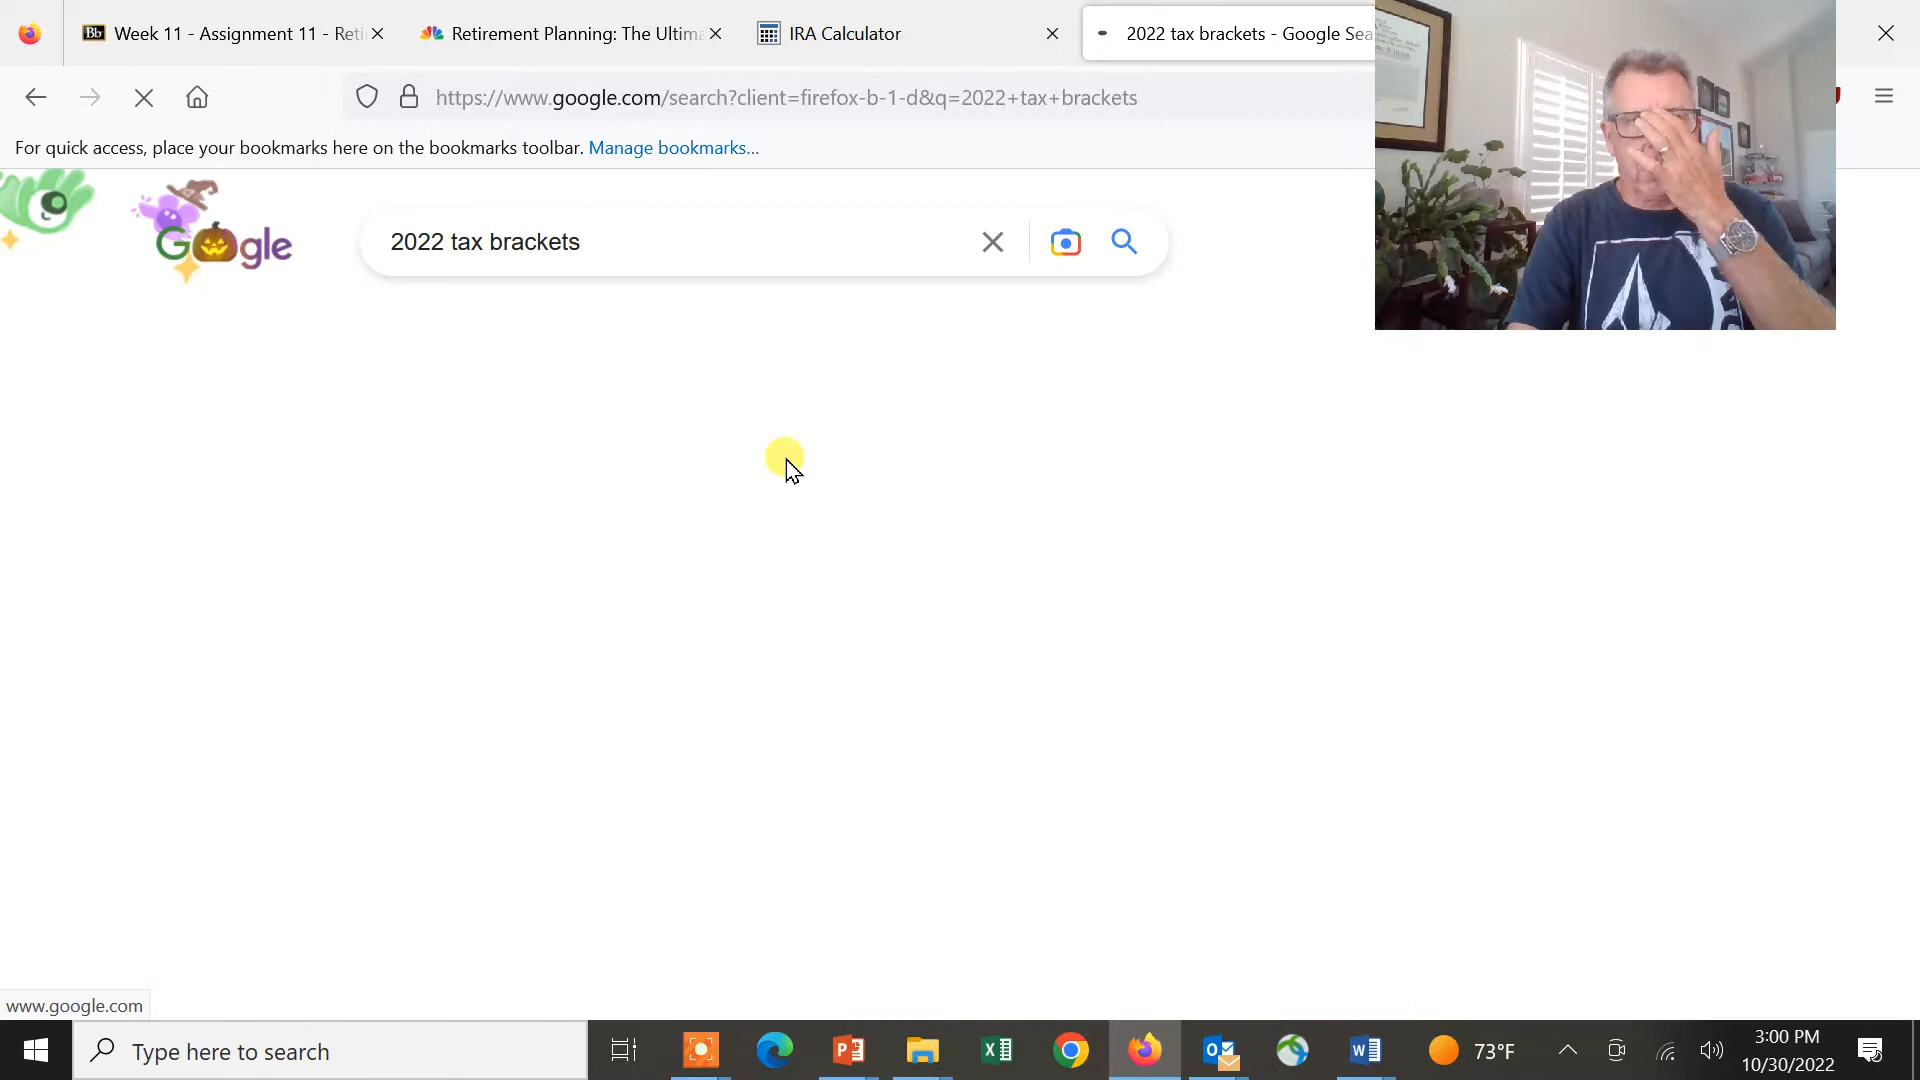 Week 11 - Assignment 11 - Reti
Retirement Planning: The Ultima
IRA Calculator
2022 tax brackets - Google Sea
https://www.google.com/search?client=firefox-b-1-d&q=2022+tax+brackets
For quick access, place your bookmarks here on the bookmarks toolbar. Manage bookmarks...
Google
2022 tax brackets
www.google.com
Type here to search
73°F
3:00 PM
10/30/2022